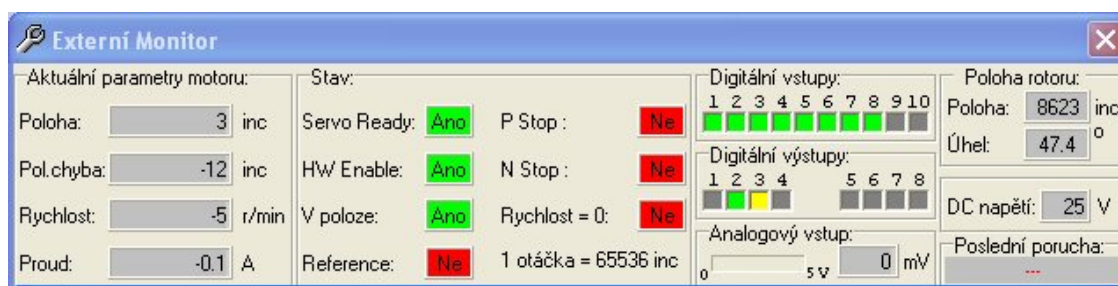 Externí Monitor
Aktuální parametry motoru:
Poloha: 3 inc
Pol.chyba: -12 inc
Rychlost: -5 r/min
Proud: -0.1 A
Stav:
Servo Ready: Ano P Stop : Ne
HW Enable: Ano N Stop : Ne
V poloze: Ano Rychlost = 0: Ne
Reference: Ne 1 otáčka = 65536 inc
Digitální vstupy:
1 2 3 4 5 6 7 8 9 10
Digitální výstupy:
1 2 3 4 5 6 7 8
Analogový vstup:
0 5 V 0 mV
Poloha rotoru:
Poloha: 8623 inc
Úhel: 47.4 °
DC napětí: 25 V
Poslední porucha:
---